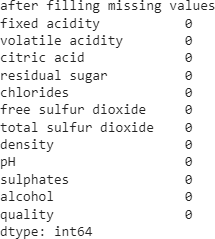 after filling missing values
fixed acidity 0
volatile acidity 0
citric acid 0
residual sugar 0
chlorides 0
free sulfur dioxide 0
total sulfur dioxide 0
density 0
pH 0
sulphates 0
alcohol 0
quality 0
dtype: int64